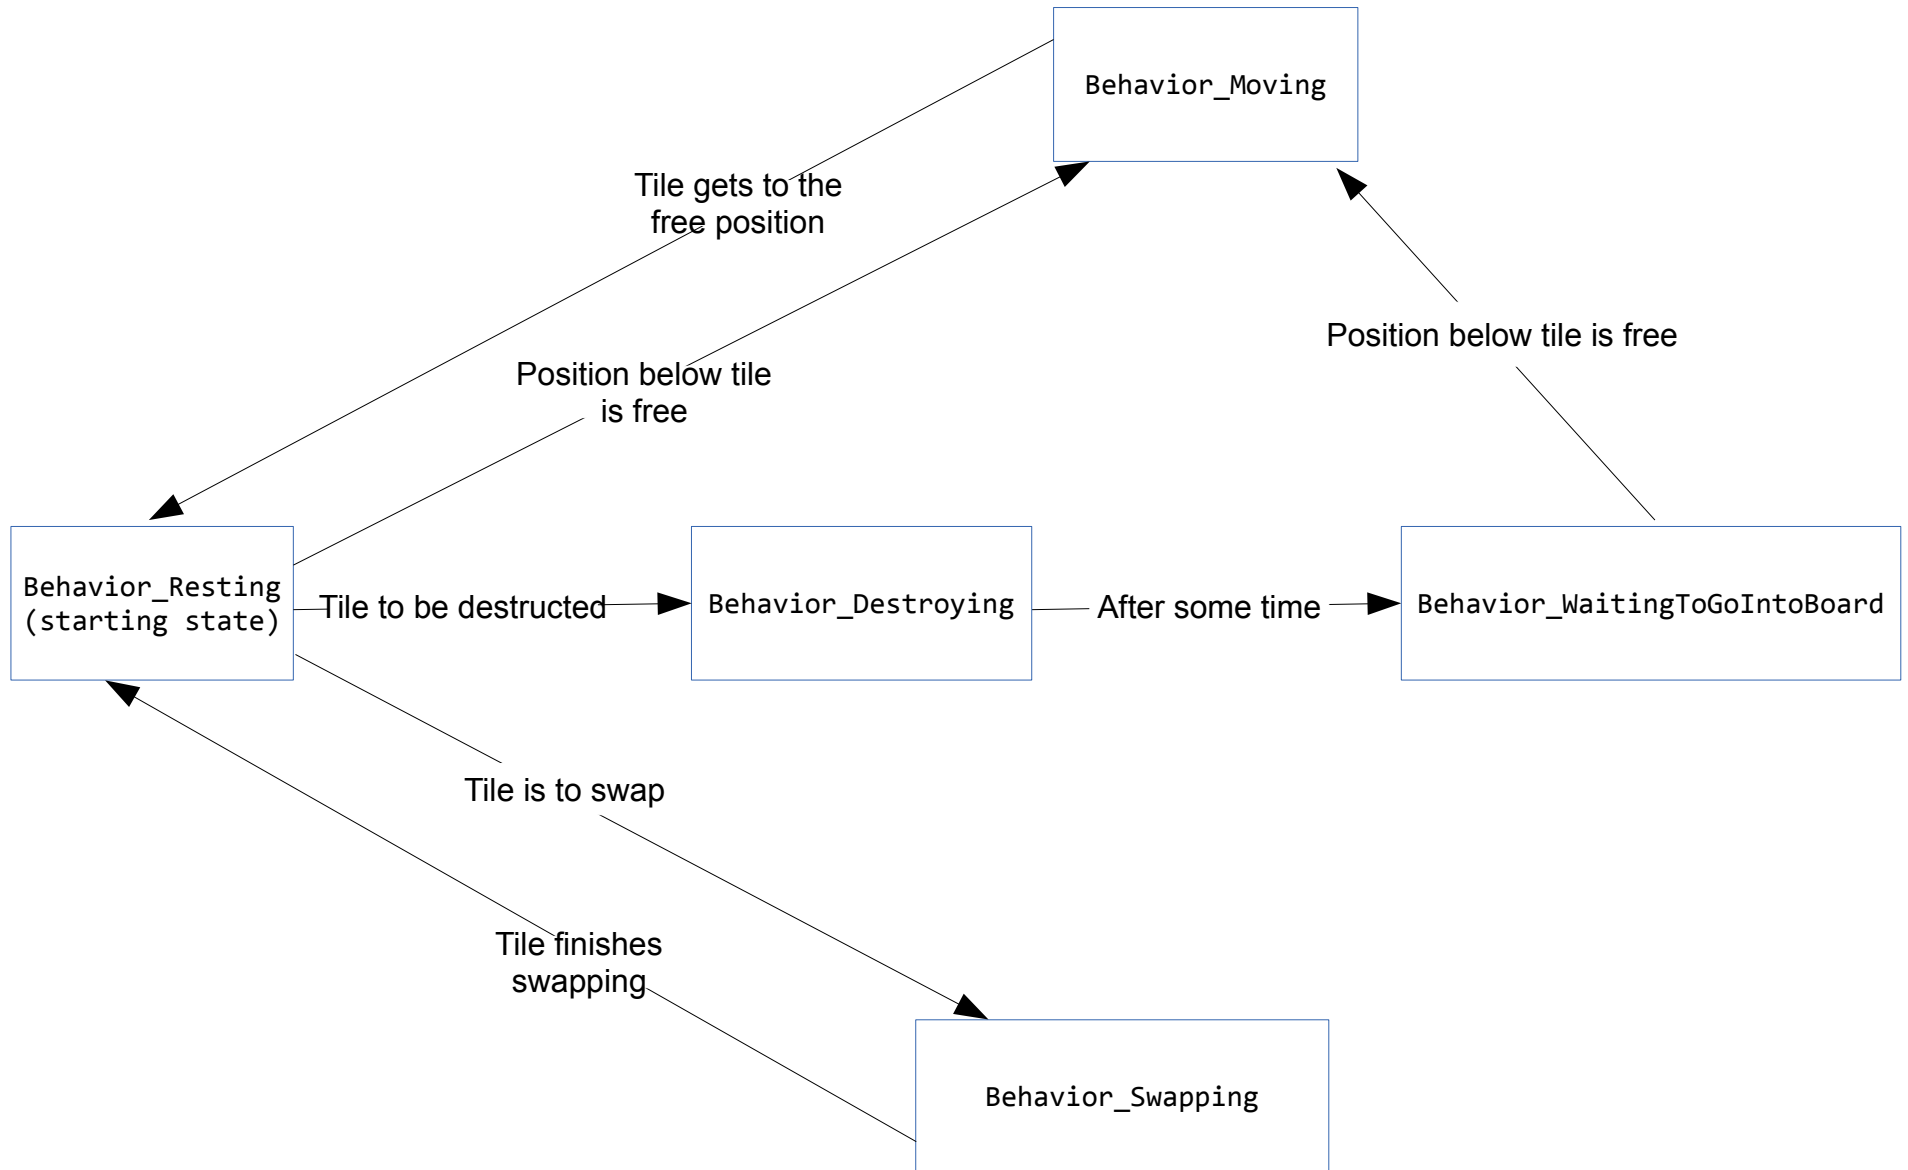 Behavior_Moving
Tile gets to the
free position
Position below tile is free
Position below tile
is free
Behavior_Resting
(starting state)
Tile to be destructed
Behavior_Destroying
After some time
Behavior_WaitingToGoIntoBoard
Tile is to swap
Tile finishes
swapping
Behavior_Swapping